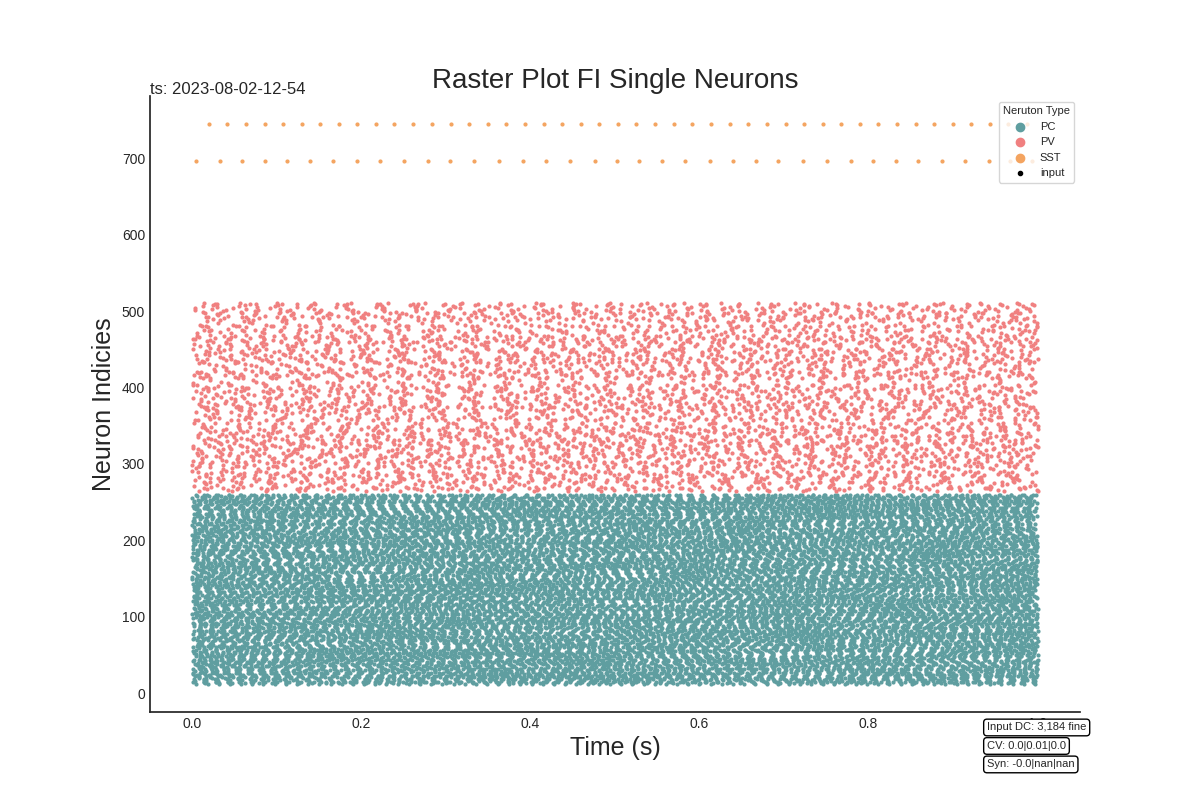 Raster Plot FI Single Neurons
ts: 2023-08-02-12-54
Neruton Type
PC
PV
SST
input
700
600
500
400
300
200
100
0
Neuron Indicies
0.0 0.2 0.4 0.6 0.8
Time (s)
Input DC: 3,184 fine
CV: 0.0|0.01|0.0
Syn: -0.0|nan|nan